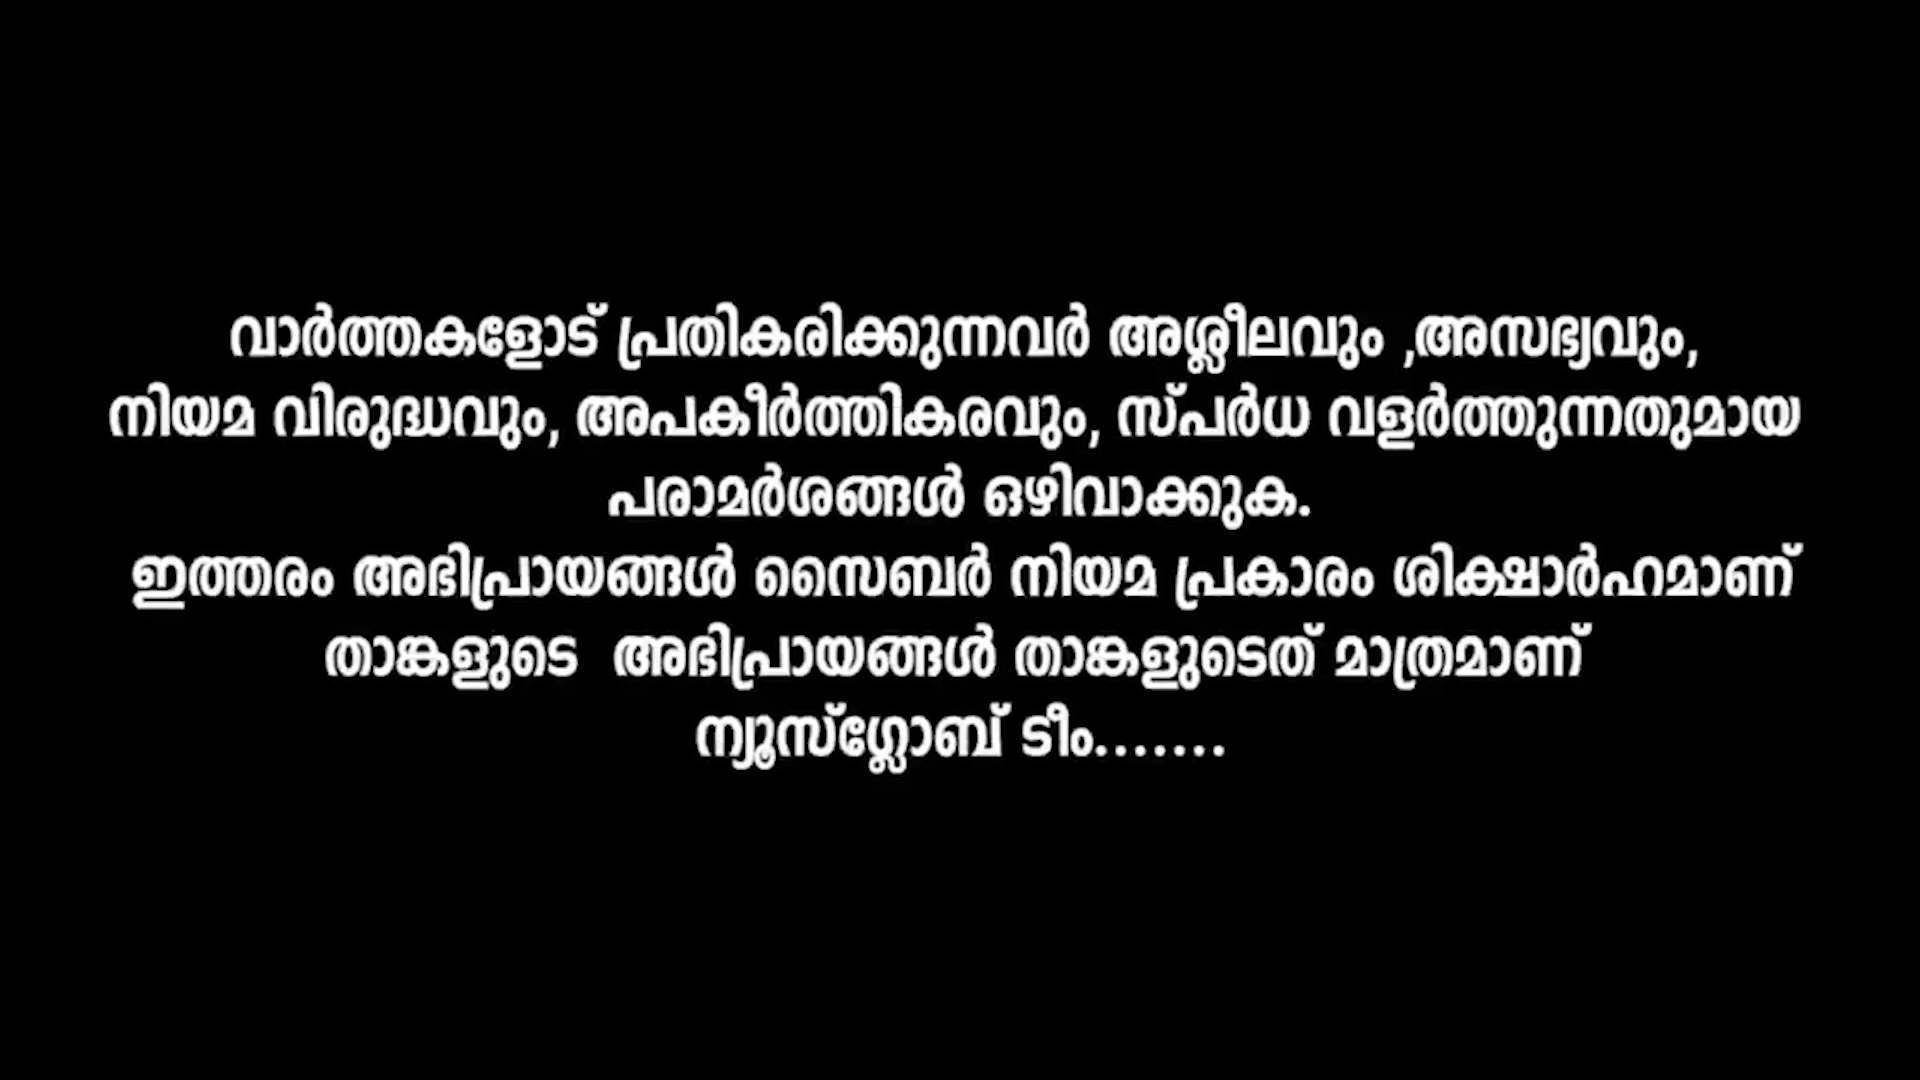 വാർത്തകളോട് പ്രതികരിക്കുന്നവർ അശ്ലീലവും ,അസഭ്യവും,
നിയമ വിരുദ്ധവും, അപകീർത്തികരവും, സ്പർധ വളർത്തുന്നതുമായ
പരാമർശങ്ങൾ ഒഴിവാക്കുക.
ഇത്തരം അഭിപ്രായങ്ങൾ സൈബർ നിയമ പ്രകാരം ശിക്ഷാർഹമാണ്
താങ്കളുടെ  അഭിപ്രായങ്ങൾ താങ്കളുടെത് മാത്രമാണ്
ന്യൂസ്ഗ്ലോബ് ടീം.......